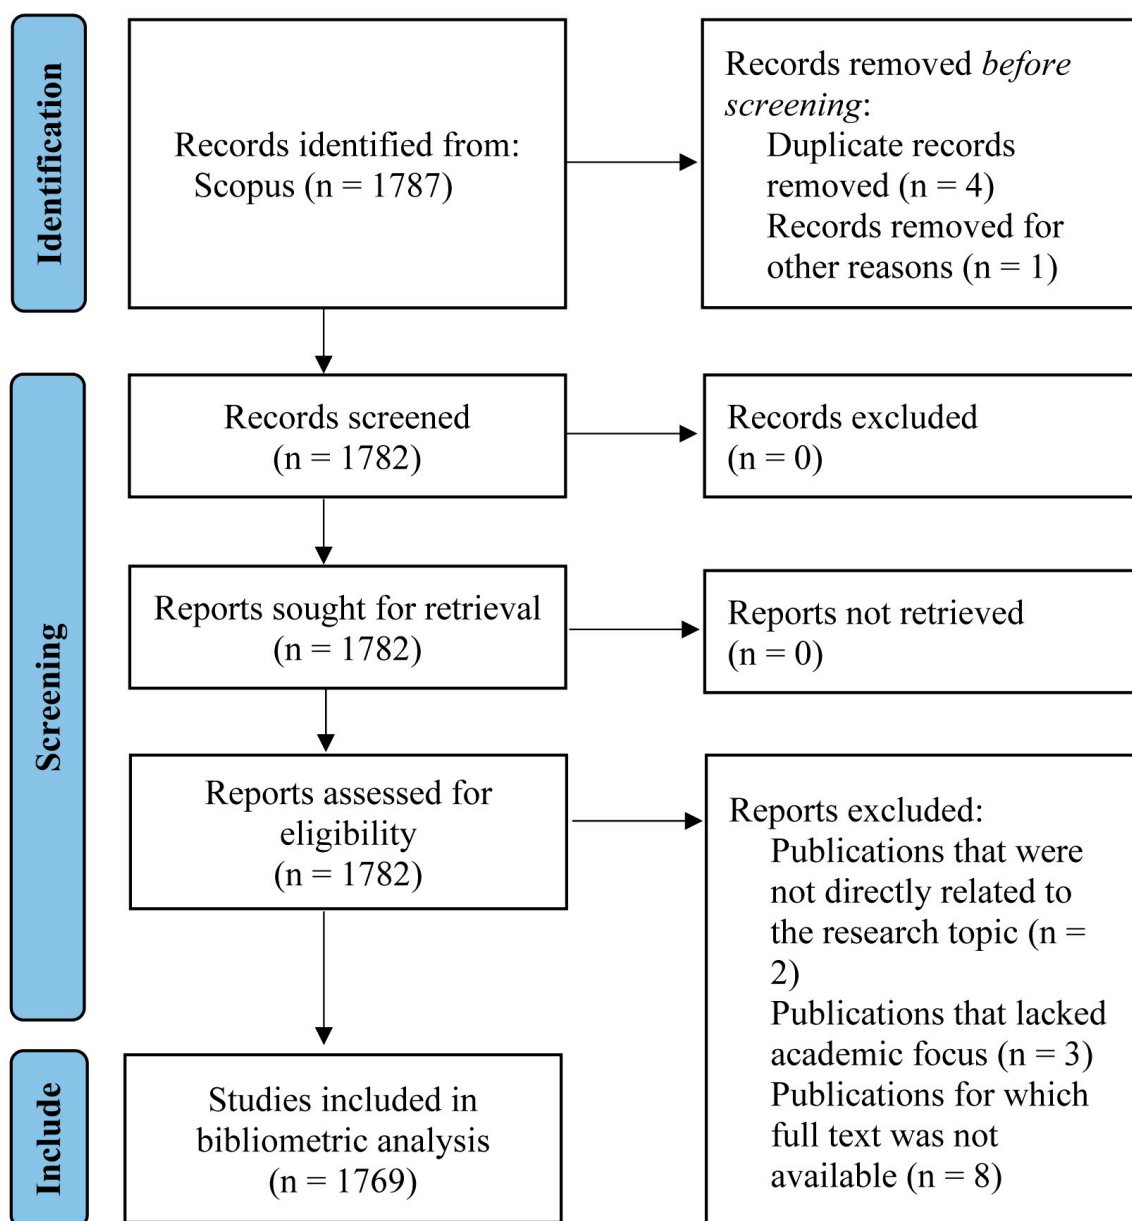 Identification
Records identified from:
Scopus (n = 1787)
Records removed before
screening:
Duplicate records
removed (n = 4)
Records removed for
other reasons (n = 1)
Screening
Records screened
(n = 1782)
Records excluded
(n = 0)
Reports sought for retrieval
(n = 1782)
Reports not retrieved
(n = 0)
Reports assessed for
eligibility
(n = 1782)
Reports excluded:
Publications that were
not directly related to
the research topic (n =
2)
Publications that lacked
academic focus (n = 3)
Publications for which
full text was not
available (n = 8)
Include
Studies included in
bibliometric analysis
(n = 1769)